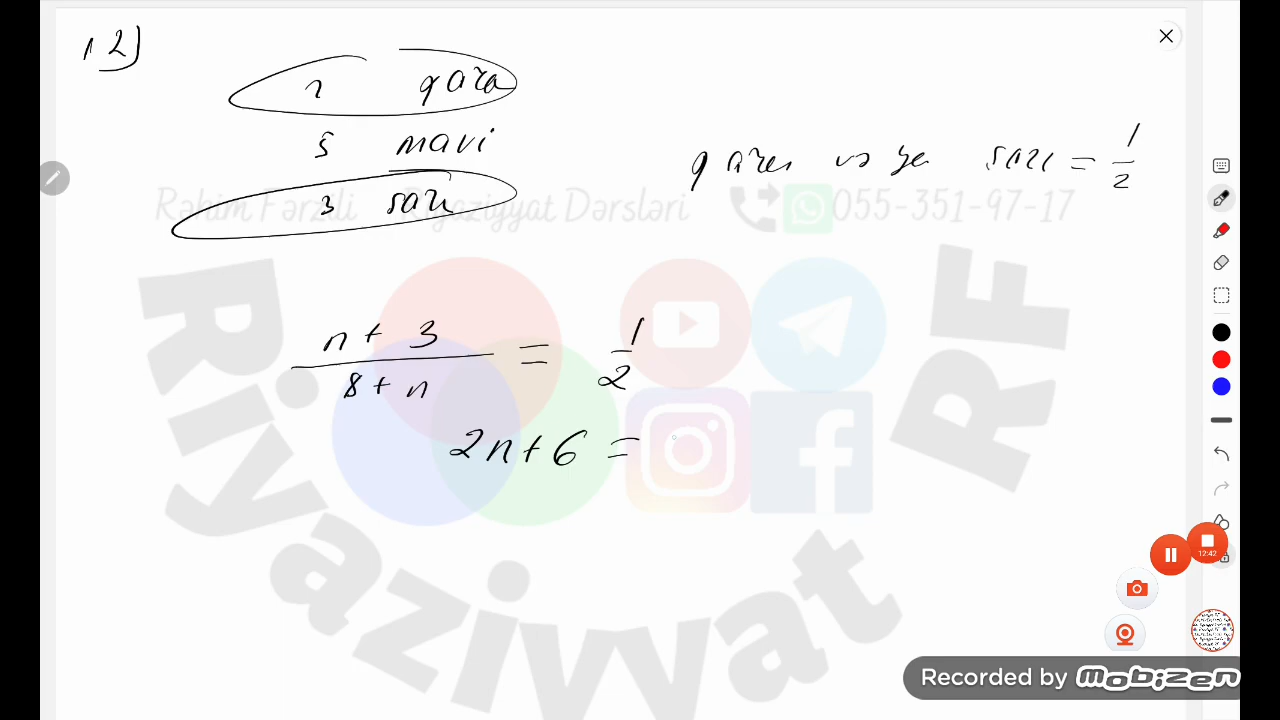 12)
n qara
5 mavi
3 sarı
qara və ya sarı = 1/2
Rəhim Fərəcli Riyaziyyat Dərsləri 055-351-97-17
n + 3 / 8 + n = 1/2
2n + 6 =
Riyaziyyat RF
12:42
Recorded by mobizen